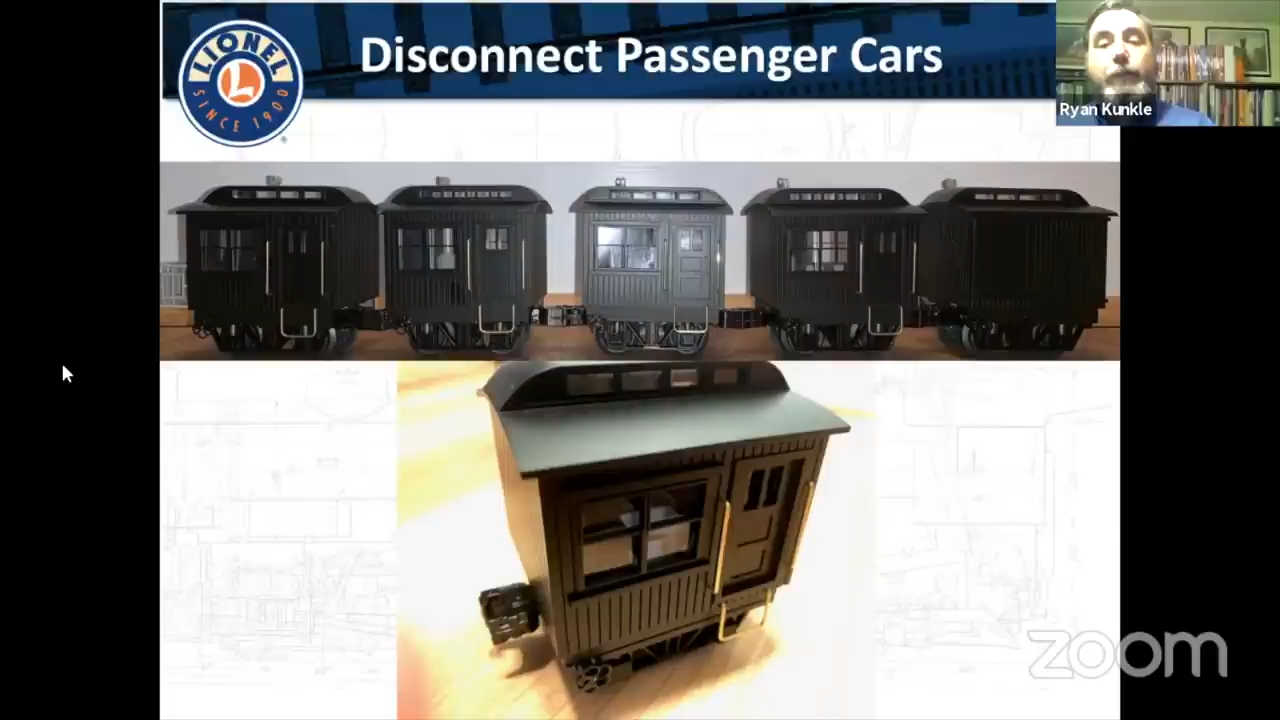 Disconnect Passenger Cars
LIONEL
L
SINCE 1900
Ryan Kunkle
zoom